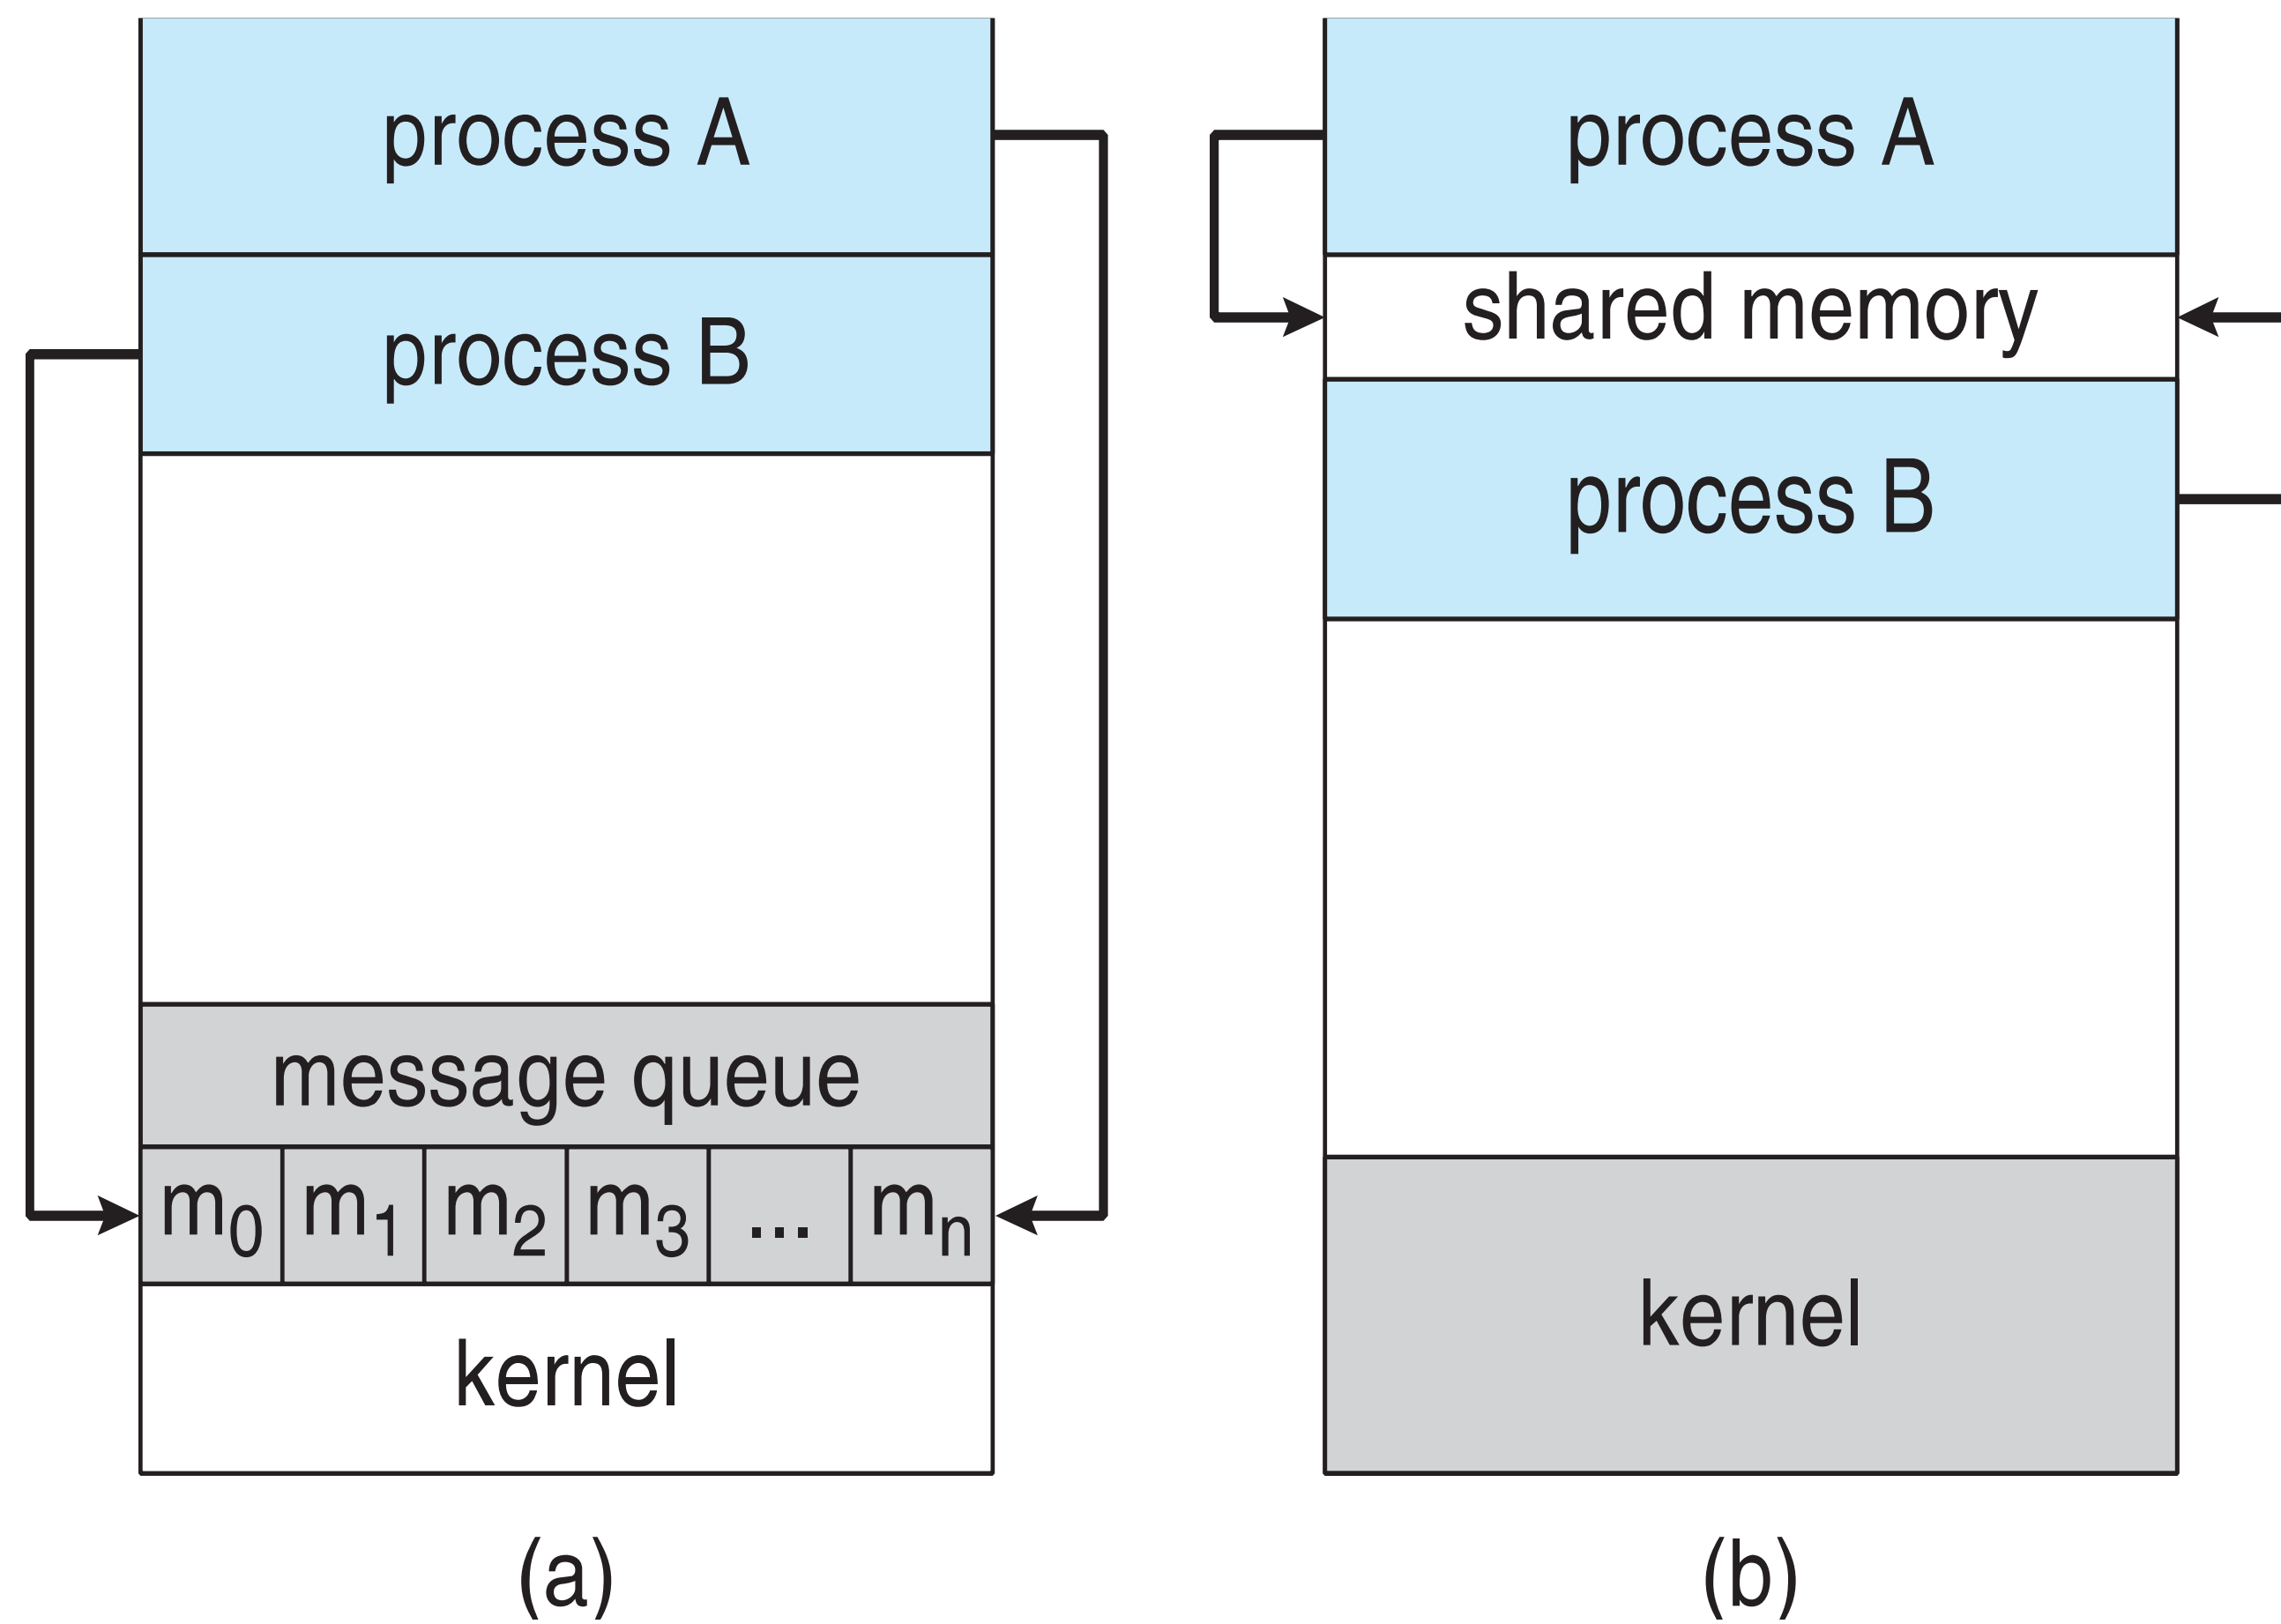 process A
process B
message queue
m0 m1 m2 m3 ... mn
kernel
(a)
process A
shared memory
process B
kernel
(b)